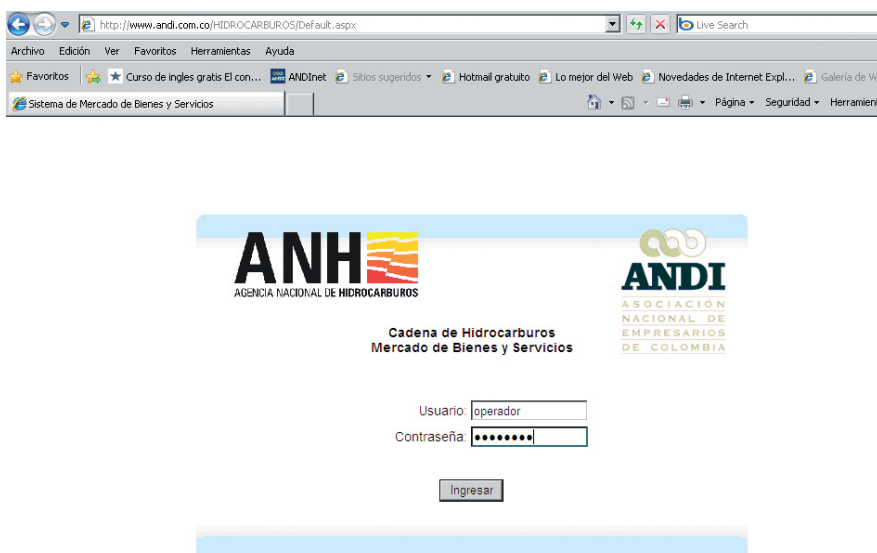 http://www.andi.com.co/HIDROCARBUROS/Default.aspx Live Search
Archivo Edición Ver Favoritos Herramientas Ayuda
Favoritos Curso de ingles gratis El con... ANDInet Sitios sugeridos Hotmail gratuito Lo mejor del Web Novedades de Internet Expl... Galería de W
Sistema de Mercado de Bienes y Servicios Página Seguridad Herramien
ANH
AGENCIA NACIONAL DE HIDROCARBUROS
ANDI
ASOCIACIÓN
NACIONAL DE
EMPRESARIOS
DE COLOMBIA
Cadena de Hidrocarburos
Mercado de Bienes y Servicios
Usuario: operador
Contraseña: ••••••••
Ingresar